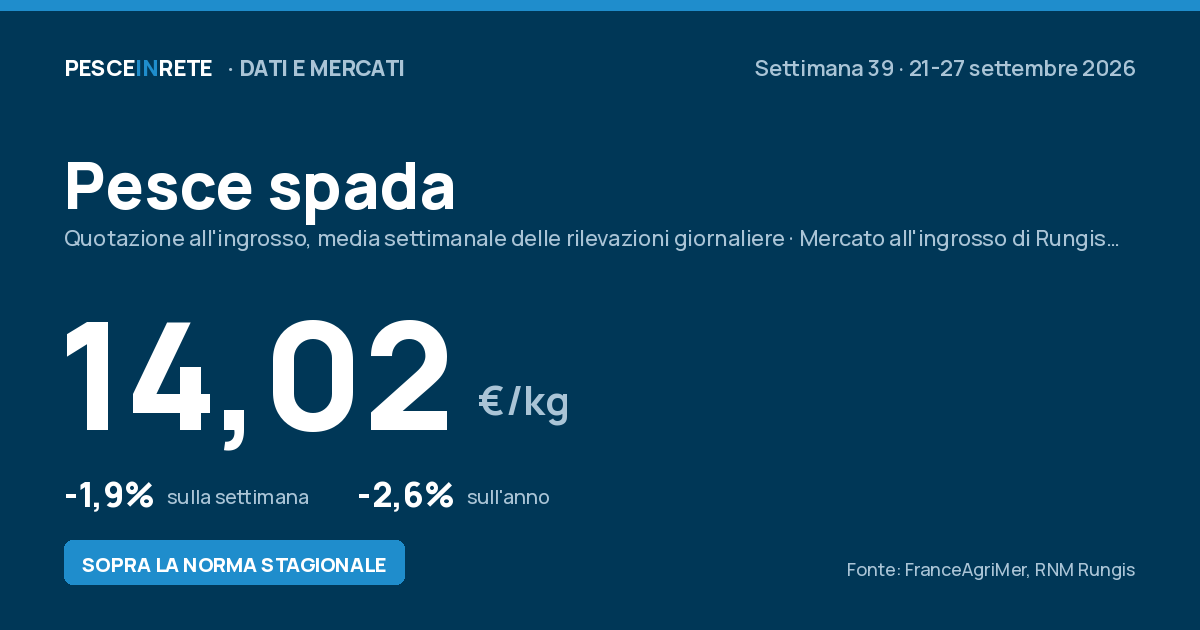 PESCEINRETE · DATI E MERCATI
Settimana 39 · 21-27 settembre 2026
Pesce spada
Quotazione all'ingrosso, media settimanale delle rilevazioni giornaliere · Mercato all'ingrosso di Rungis…
14,02 €/kg
-1,9% sulla settimana -2,6% sull'anno
SOPRA LA NORMA STAGIONALE
Fonte: FranceAgriMer, RNM Rungis